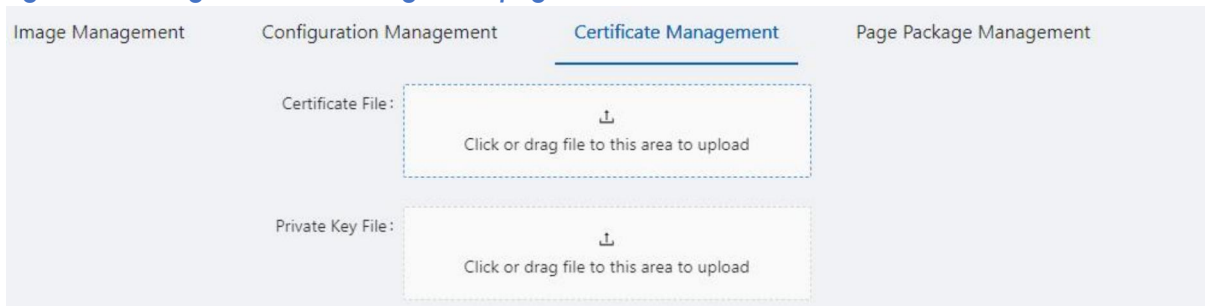 Image Management Configuration Management Certificate Management Page Package Management
Certificate File:
Click or drag file to this area to upload
Private Key File:
Click or drag file to this area to upload